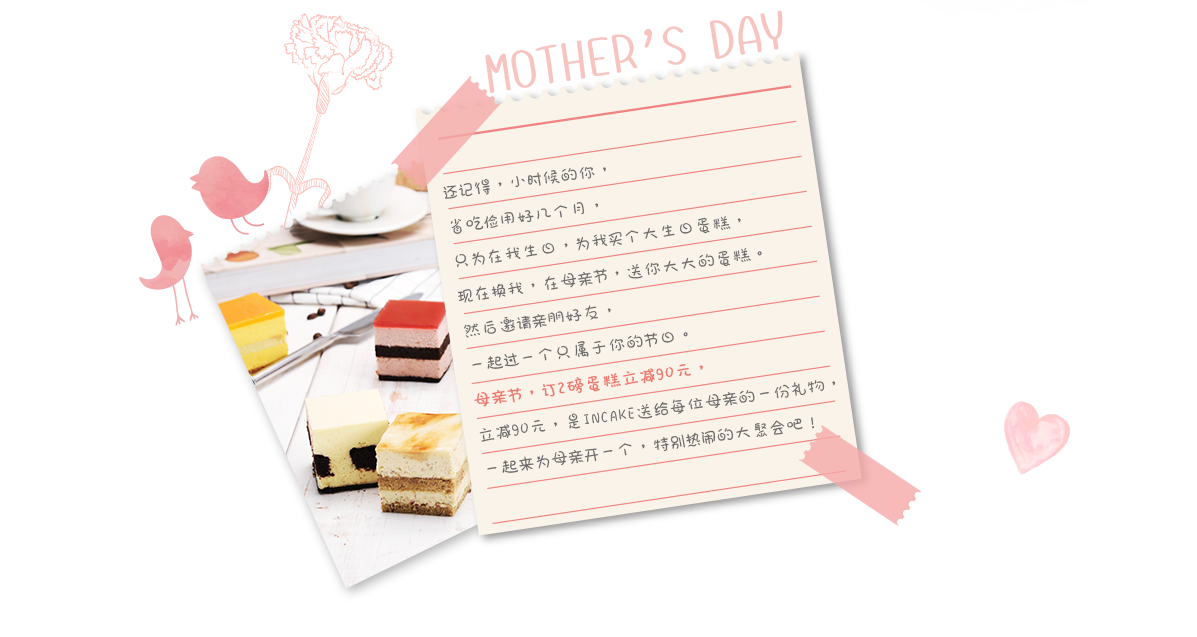 MOTHER'S DAY
还记得，小时候的你，
省吃俭用好几个月，
只为在我生日，为我买个大生日蛋糕，
现在换我，在母亲节，送你大大的蛋糕。
然后邀请亲朋好友，
一起过一个只属于你的节日。
母亲节，订2磅蛋糕立减90元，
立减90元，是INCAKE送给每位母亲的一份礼物，
一起来为母亲开一个，特别热闹的大聚会吧！